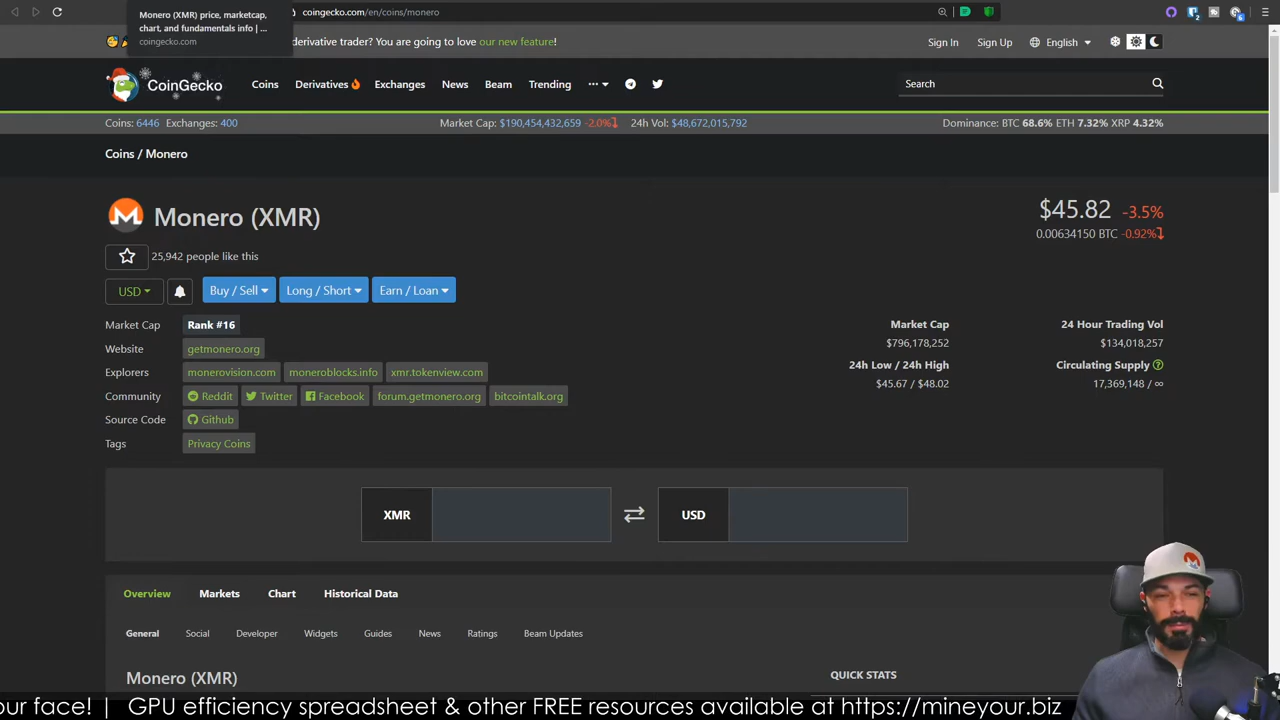 Monero (XMR) price, marketcap,
chart, and fundamentals info | ...
coingecko.com
coingecko.com/en/coins/monero
derivative trader? You are going to love our new feature!
Sign In Sign Up English
CoinGecko Coins Derivatives Exchanges News Beam Trending ... Search
Coins: 6446 Exchanges: 400 Market Cap: $190,454,432,659 -2.0% 24h Vol: $48,672,015,792 Dominance: BTC 68.6% ETH 7.32% XRP 4.32%
Coins / Monero
Monero (XMR) $45.82 -3.5%
0.00634150 BTC -0.92%
25,942 people like this
USD Buy / Sell Long / Short Earn / Loan
Market Cap Rank #16 Market Cap 24 Hour Trading Vol
Website getmonero.org $796,178,252 $134,018,257
Explorers monerovision.com moneroblocks.info xmr.tokenview.com 24h Low / 24h High Circulating Supply
$45.67 / $48.02 17,369,148 / ∞
Community Reddit Twitter Facebook forum.getmonero.org bitcointalk.org
Source Code Github
Tags Privacy Coins
XMR USD
Overview Markets Chart Historical Data
General Social Developer Widgets Guides News Ratings Beam Updates
Monero (XMR) QUICK STATS
our face! | GPU efficiency spreadsheet & other FREE resources available at https://mineyour.biz